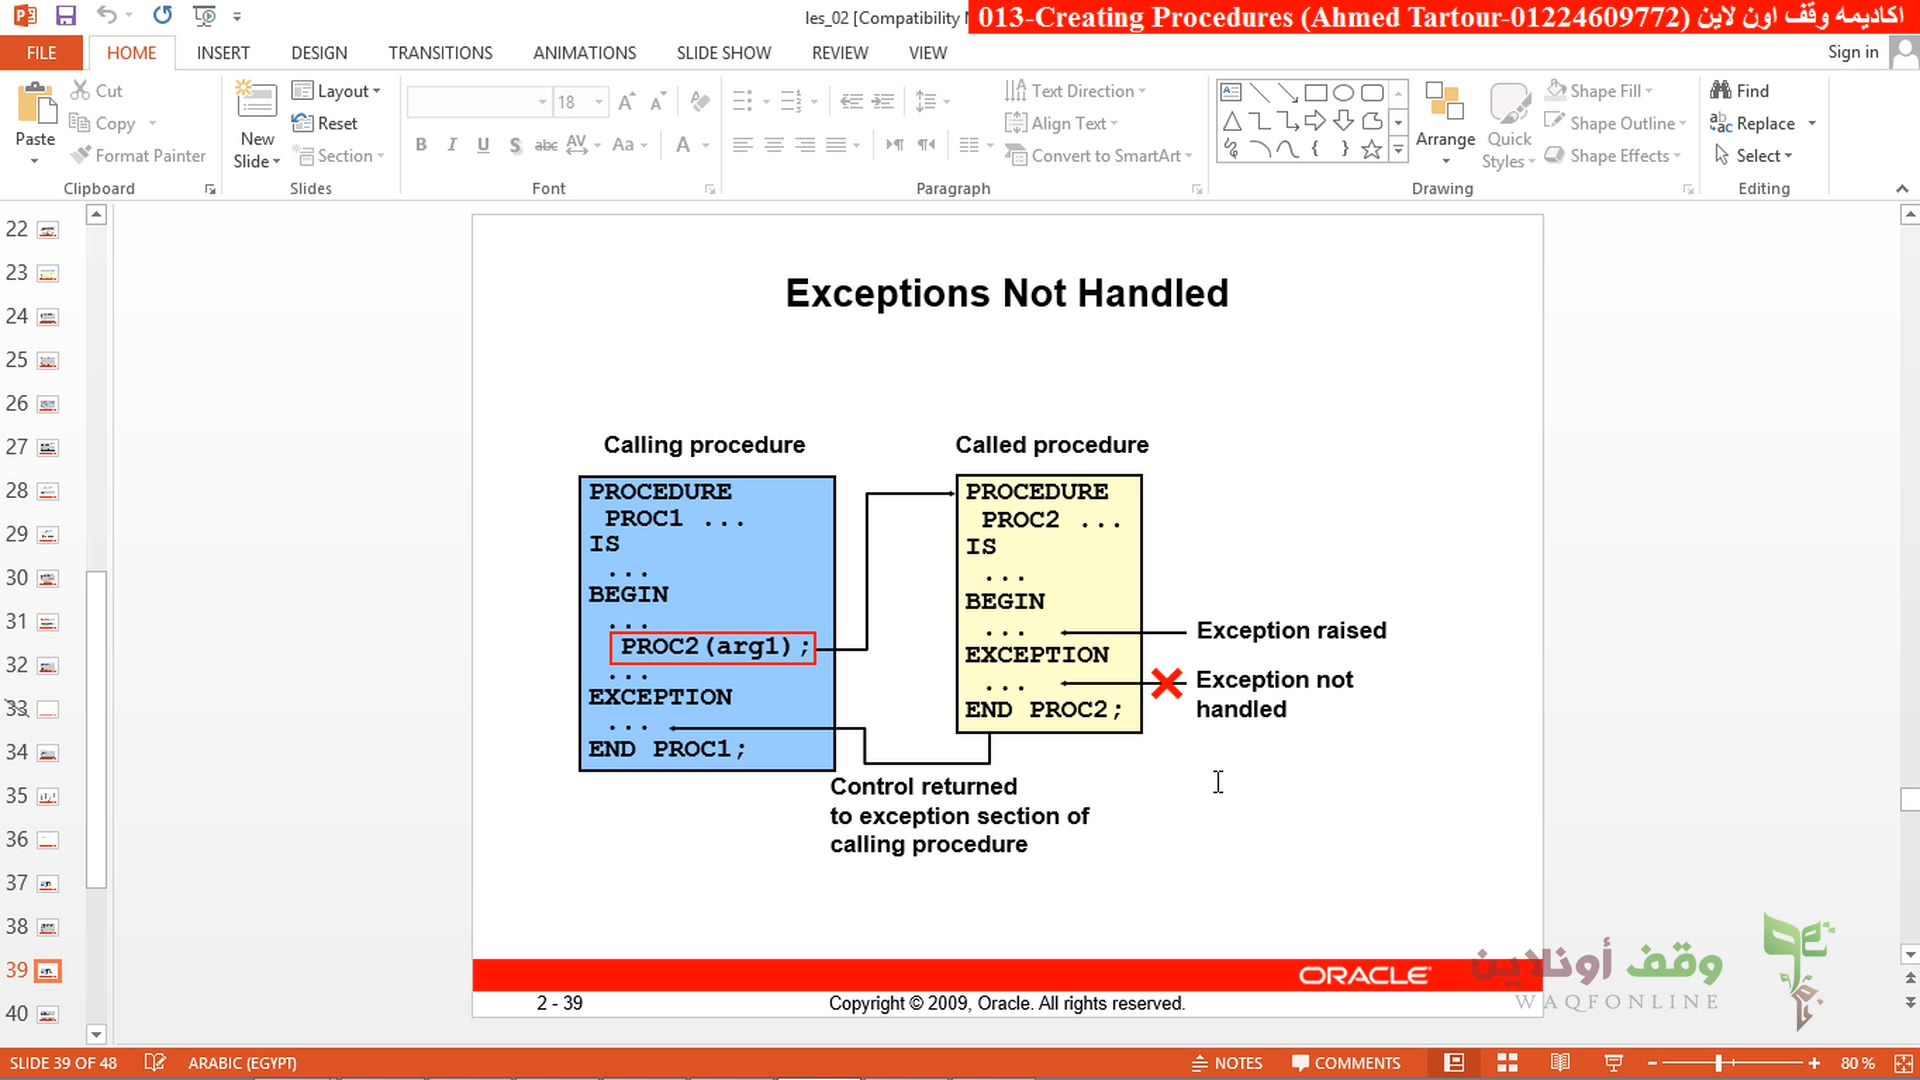 les_02 [Compatibility
013-Creating Procedures (Ahmed Tartour-01224609772) اكاديمه وقف اون لاين
FILE
HOME
INSERT
DESIGN
TRANSITIONS
ANIMATIONS
SLIDE SHOW
REVIEW
VIEW
Sign in
Paste
Cut
Copy
Format Painter
Clipboard
New
Slide
Layout
Reset
Section
Slides
18
B I U S abc AV Aa A
Font
Text Direction
Align Text
Convert to SmartArt
Paragraph
Arrange
Quick
Styles
Shape Fill
Shape Outline
Shape Effects
Drawing
Find
Replace
Select
Editing
22
23
24
25
26
27
28
29
30
31
32
33
34
35
36
37
38
39
40
Exceptions Not Handled
Calling procedure
PROCEDURE
PROC1 ...
IS
...
BEGIN
...
PROC2(arg1);
...
EXCEPTION
...
END PROC1;
Called procedure
PROCEDURE
PROC2 ...
IS
...
BEGIN
...
EXCEPTION
...
END PROC2;
Exception raised
Exception not
handled
Control returned
to exception section of
calling procedure
ORACLE
2 - 39
Copyright © 2009, Oracle. All rights reserved.
وقف أونلاين
WAQFONLINE
SLIDE 39 OF 48
ARABIC (EGYPT)
NOTES
COMMENTS
80 %